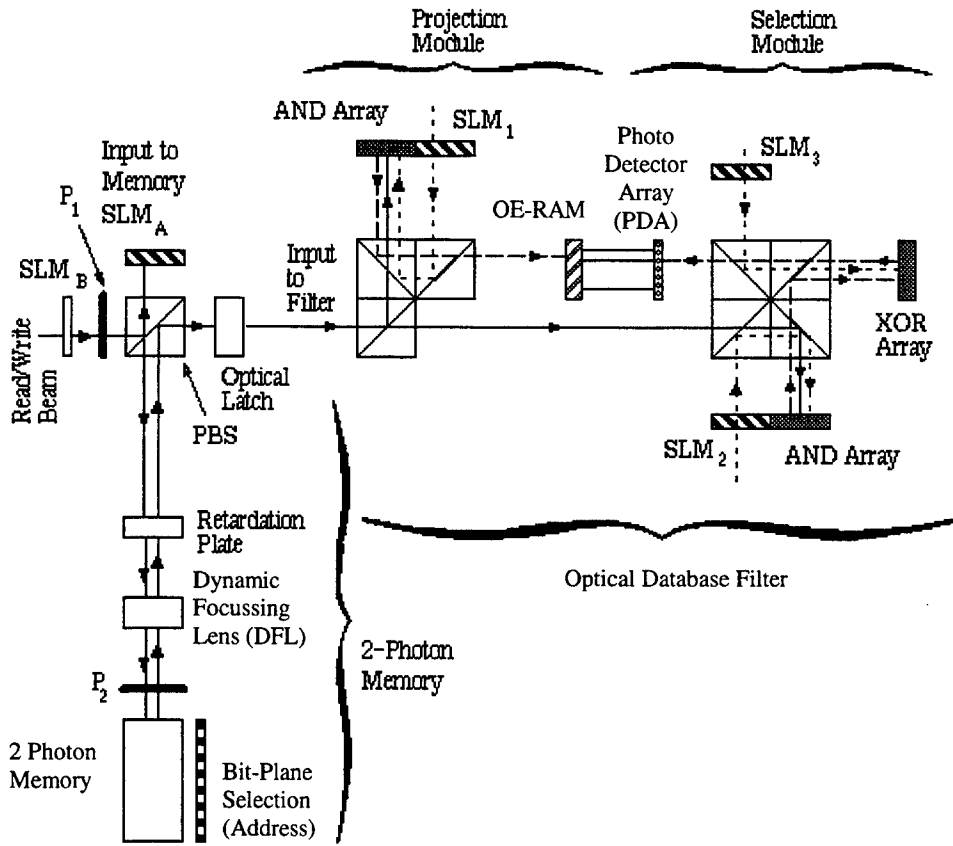 Projection
Module
Selection
Module
AND Array
SLM1
Photo
Detector
Array
(PDA)
SLM3
Input to
Memory
SLMA
P1
OE-RAM
SLMB
Input
to
Filter
XOR
Array
Read/Write
Beam
Optical
Latch
PBS
SLM2
AND Array
Retardation
Plate
Optical Database Filter
Dynamic
Focussing
Lens (DFL)
2-Photon
Memory
P2
2 Photon
Memory
Bit-Plane
Selection
(Address)